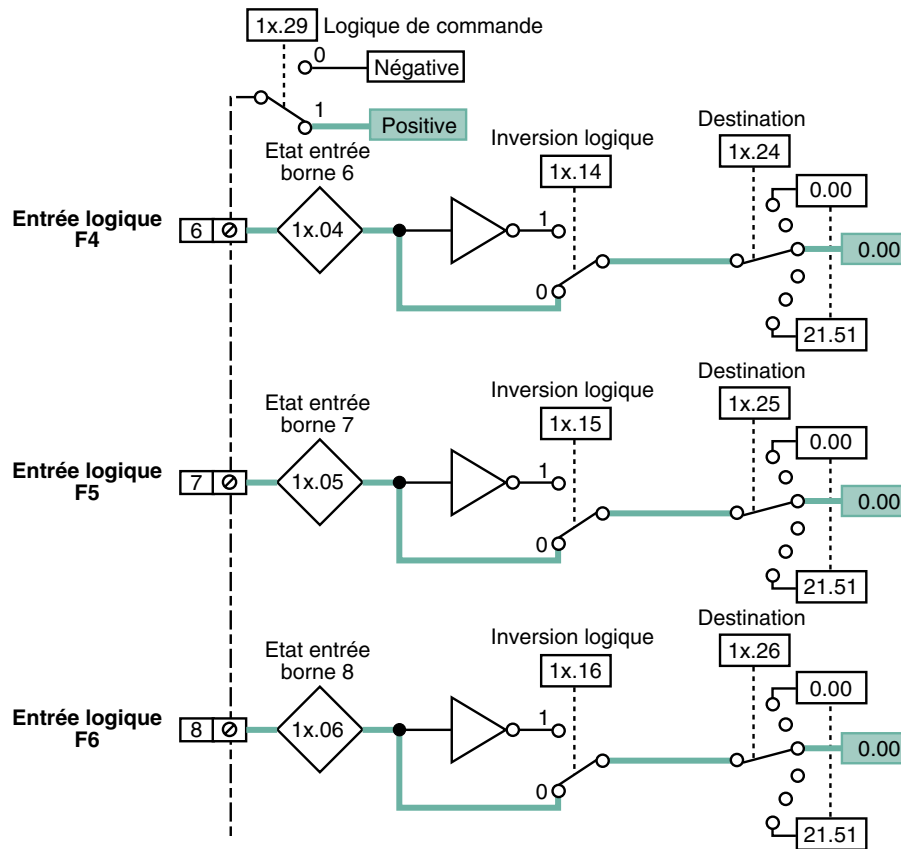 1x.29 Logique de commande
0
Négative
1
Positive
Etat entrée
borne 6
Inversion logique
Destination
1x.14
1x.24
0.00
Entrée logique
F4
6
1x.04
1
0
0.00
21.51
Etat entrée
borne 7
Inversion logique
Destination
1x.15
1x.25
0.00
Entrée logique
F5
7
1x.05
1
0
0.00
21.51
Etat entrée
borne 8
Inversion logique
Destination
1x.16
1x.26
0.00
Entrée logique
F6
8
1x.06
1
0
0.00
21.51